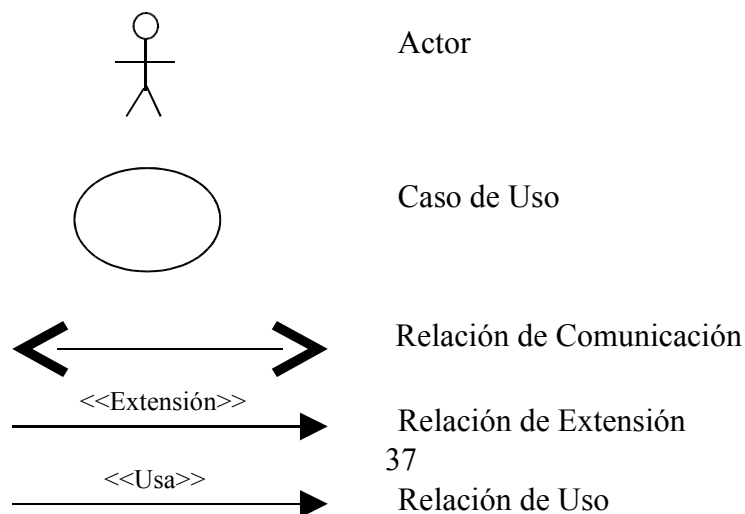 Actor
Caso de Uso
Relación de Comunicación
<<Extensión>>
Relación de Extensión
37
<<Usa>>
Relación de Uso